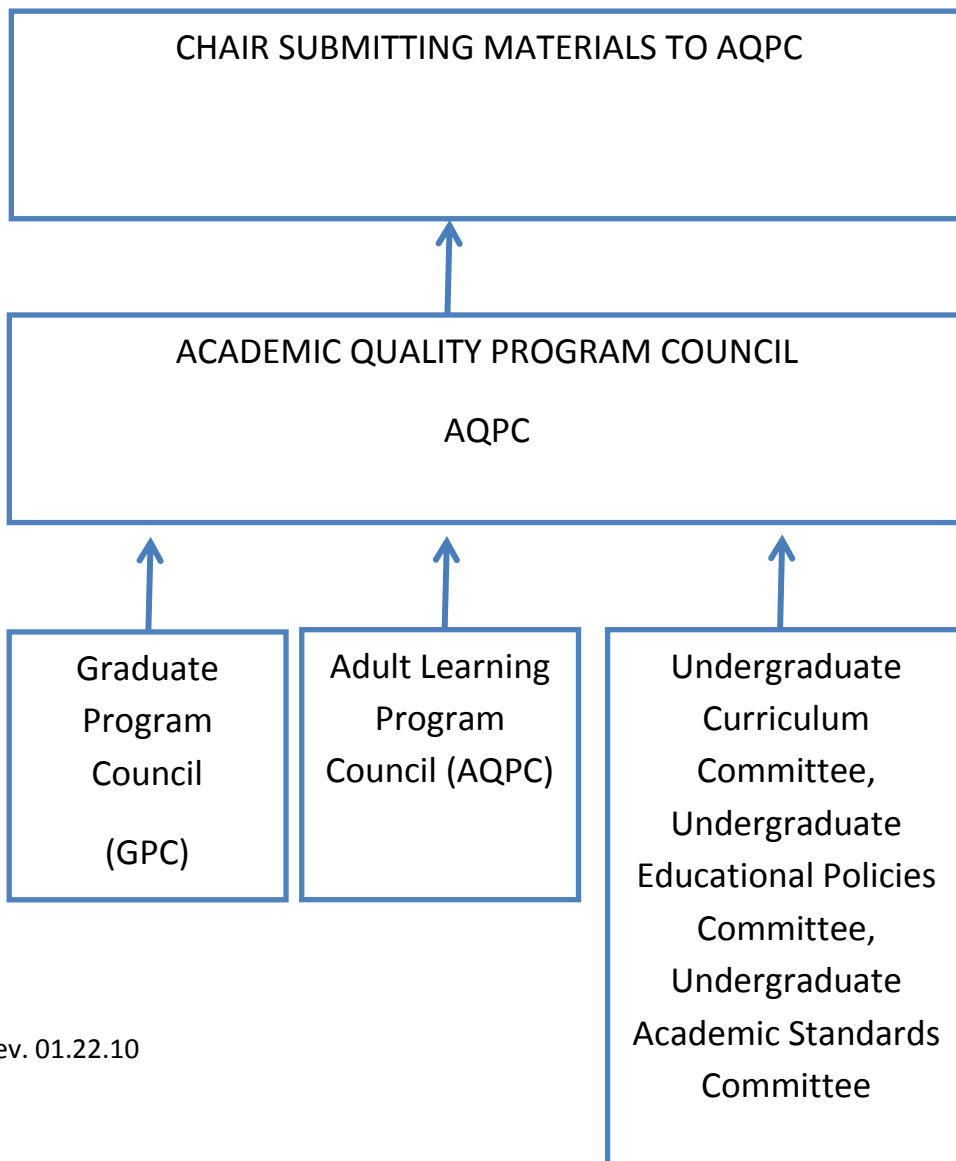 CHAIR SUBMITTING MATERIALS TO AQPC
ACADEMIC QUALITY PROGRAM COUNCIL
AQPC
Graduate
Program
Council
(GPC)
Adult Learning
Program
Council (AQPC)
Undergraduate
Curriculum
Committee,
Undergraduate
Educational Policies
Committee,
Undergraduate
Academic Standards
Committee
ev. 01.22.10